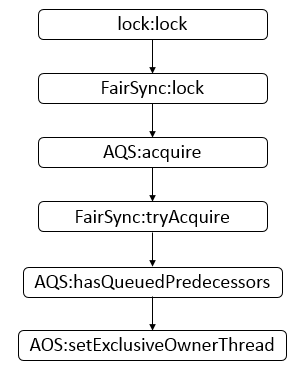 lock:lock
FairSync:lock
AQS:acquire
FairSync:tryAcquire
AQS:hasQueuedPredecessors
AOS:setExclusiveOwnerThread